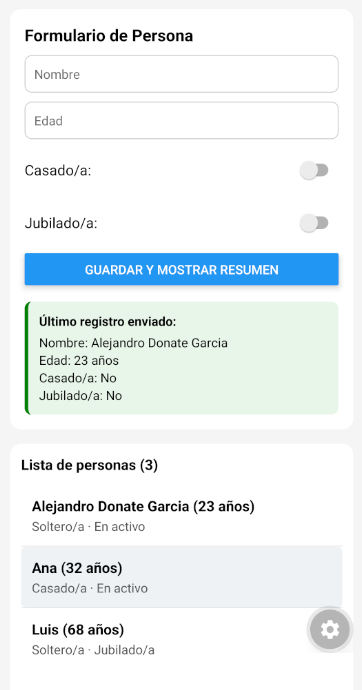 Formulario de Persona
Nombre
Edad
Casado/a:
Jubilado/a:
GUARDAR Y MOSTRAR RESUMEN
Último registro enviado:
Nombre: Alejandro Donate Garcia
Edad: 23 años
Casado/a: No
Jubilado/a: No
Lista de personas (3)
Alejandro Donate Garcia (23 años)
Soltero/a · En activo
Ana (32 años)
Casado/a · En activo
Luis (68 años)
Soltero/a · Jubilado/a